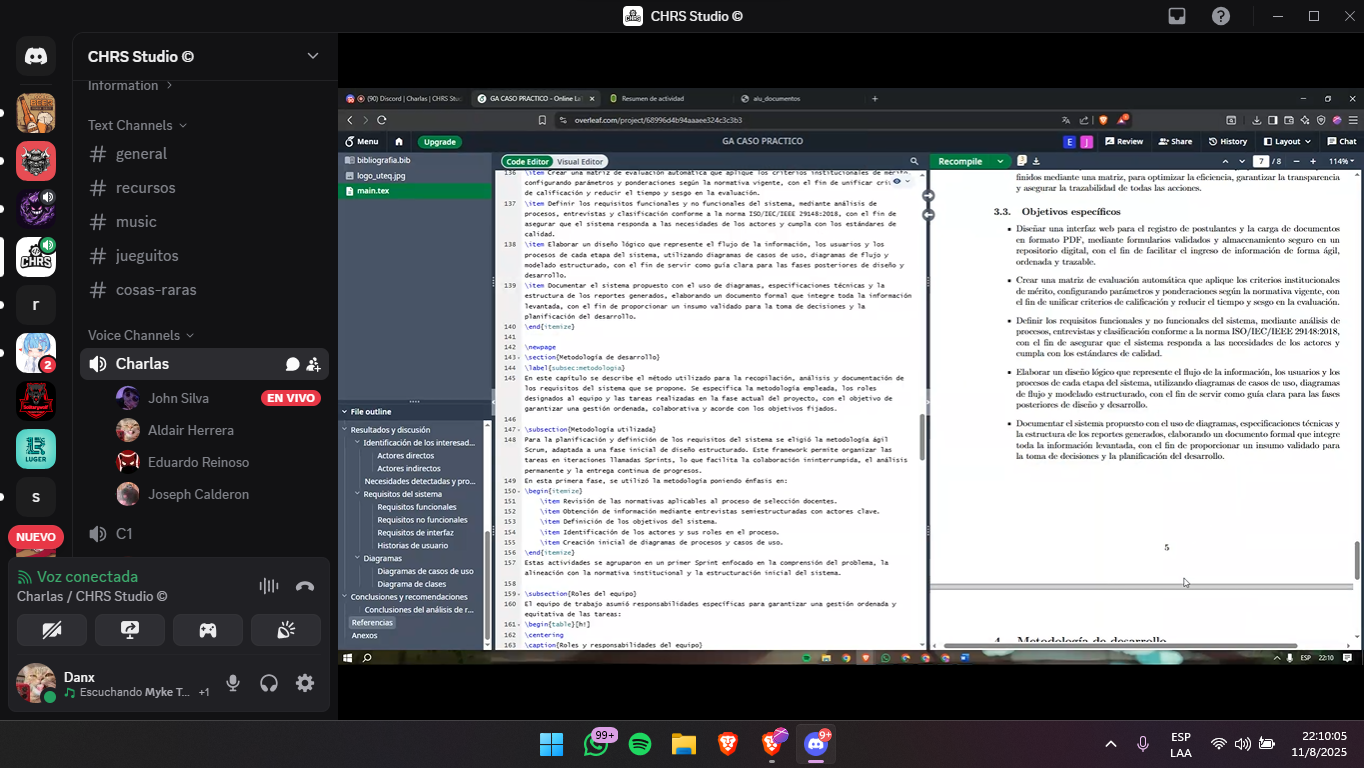 CHRS Studio ©
CHRS Studio ©
Information
Text Channels
general
recursos
music
jueguitos
cosas-raras
Voice Channels
Charlas
John Silva
EN VIVO
Aldair Herrera
Eduardo Reinoso
Joseph Calderon
C1
CHRS
r
2
LUGER
s
NUEVO
Voz conectada
Charlas / CHRS Studio ©
Danx
Escuchando Myke T... +1
(90) Discord | Charlas | CHRS Stu
GA CASO PRACTICO - Online La
Resumen de actividad
alu_documentos
overleaf.com/project/68996d4b94aaaee324c3c3b3
Menu
Upgrade
GA CASO PRACTICO
E
J
Review
Share
History
Layout
Chat
bibliografia.bib
logo_uteq.jpg
main.tex
Code Editor
Visual Editor
Recompile
7 / 8
114%
File outline
Resultados y discusión
Identificación de los interesad...
Actores directos
Actores indirectos
Necesidades detectadas y pro...
Requisitos del sistema
Requisitos funcionales
Requisitos no funcionales
Requisitos de interfaz
Historias de usuario
Diagramas
Diagramas de casos de uso
Diagrama de clases
Conclusiones y recomendaciones
Conclusiones del análisis de r...
Referencias
Anexos
136 \item Crear una matriz de evaluación automática que aplique los criterios institucionales de mérito,
configurando parámetros y ponderaciones según la normativa vigente, con el fin de unificar cri
de calificación y reducir el tiempo y sesgo en la evaluación.
137 \item Definir los requisitos funcionales y no funcionales del sistema, mediante análisis de
procesos, entrevistas y clasificación conforme a la norma ISO/IEC/IEEE 29148:2018, con el fin de
asegurar que el sistema responda a las necesidades de los actores y cumpla con los estándares de
calidad.
138 \item Elaborar un diseño lógico que represente el flujo de la información, los usuarios y los
procesos de cada etapa del sistema, utilizando diagramas de casos de uso, diagramas de flujo y
modelado estructurado, con el fin de servir como guía clara para las fases posteriores de diseño y
desarrollo.
139 \item Documentar el sistema propuesto con el uso de diagramas, especificaciones técnicas y la
estructura de los reportes generados, elaborando un documento formal que integre toda la información
levantada, con el fin de proporcionar un insumo validado para la toma de decisiones y la
planificación del desarrollo.
140 \end{itemize}
141
142 \newpage
143 \section{Metodología de desarrollo}
144 \label{subsec:metodologia}
145 En este capítulo se describe el método utilizado para la recopilación, análisis y documentación de
los requisitos del sistema que se propone. Se especifica la metodología empleada, los roles
designados al equipo y las tareas realizadas en la fase actual del proyecto, con el objetivo de
garantizar una gestión ordenada, colaborativa y acorde con los objetivos fijados.
146
147 \subsection{Metodología utilizada}
148 Para la planificación y definición de los requisitos del sistema se eligió la metodología ágil
Scrum, adaptada a una fase inicial de diseño estructurado. Este framework permite organizar las
tareas en iteraciones llamadas Sprints, lo que facilita la colaboración ininterrumpida, el análisis
permanente y la entrega continua de progresos.
149 En esta primera fase, se utilizó la metodología poniendo énfasis en:
150 \begin{itemize}
151 \item Revisión de las normativas aplicables al proceso de selección docentes.
152 \item Obtención de información mediante entrevistas semiestructuradas con actores clave.
153 \item Definición de los objetivos del sistema.
154 \item Identificación de los actores y sus roles en el proceso.
155 \item Creación inicial de diagramas de procesos y casos de uso.
156 \end{itemize}
157 Estas actividades se agruparon en un primer Sprint enfocado en la comprensión del problema, la
alineación con la normativa institucional y la estructuración inicial del sistema.
158
159 \subsection{Roles del equipo}
160 El equipo de trabajo asumió responsabilidades específicas para garantizar una gestión ordenada y
equitativa de las tareas:
161 \begin{table}[h!]
162 \centering
163 \caption{Roles y responsabilidades del equipo}
finidos mediante una matriz, para optimizar la eficiencia, garantizar la transparencia
y asegurar la trazabilidad de todas las acciones.
3.3. Objetivos específicos
• Diseñar una interfaz web para el registro de postulantes y la carga de documentos
en formato PDF, mediante formularios validados y almacenamiento seguro en un
repositorio digital, con el fin de facilitar el ingreso de información de forma ágil,
ordenada y trazable.
• Crear una matriz de evaluación automática que aplique los criterios institucionales
de mérito, configurando parámetros y ponderaciones según la normativa vigente, con
el fin de unificar criterios de calificación y reducir el tiempo y sesgo en la evaluación.
• Definir los requisitos funcionales y no funcionales del sistema, mediante análisis de
procesos, entrevistas y clasificación conforme a la norma ISO/IEC/IEEE 29148:2018,
con el fin de asegurar que el sistema responda a las necesidades de los actores y
cumpla con los estándares de calidad.
• Elaborar un diseño lógico que represente el flujo de la información, los usuarios y los
procesos de cada etapa del sistema, utilizando diagramas de casos de uso, diagramas
de flujo y modelado estructurado, con el fin de servir como guía clara para las fases
posteriores de diseño y desarrollo.
• Documentar el sistema propuesto con el uso de diagramas, especificaciones técnicas y
la estructura de los reportes generados, elaborando un documento formal que integre
toda la información levantada, con el fin de proporcionar un insumo validado para
la toma de decisiones y la planificación del desarrollo.
5
4. Metodología de desarrollo
ESP
22:10
99+
9+
ESP
LAA
22:10:05
11/8/2025